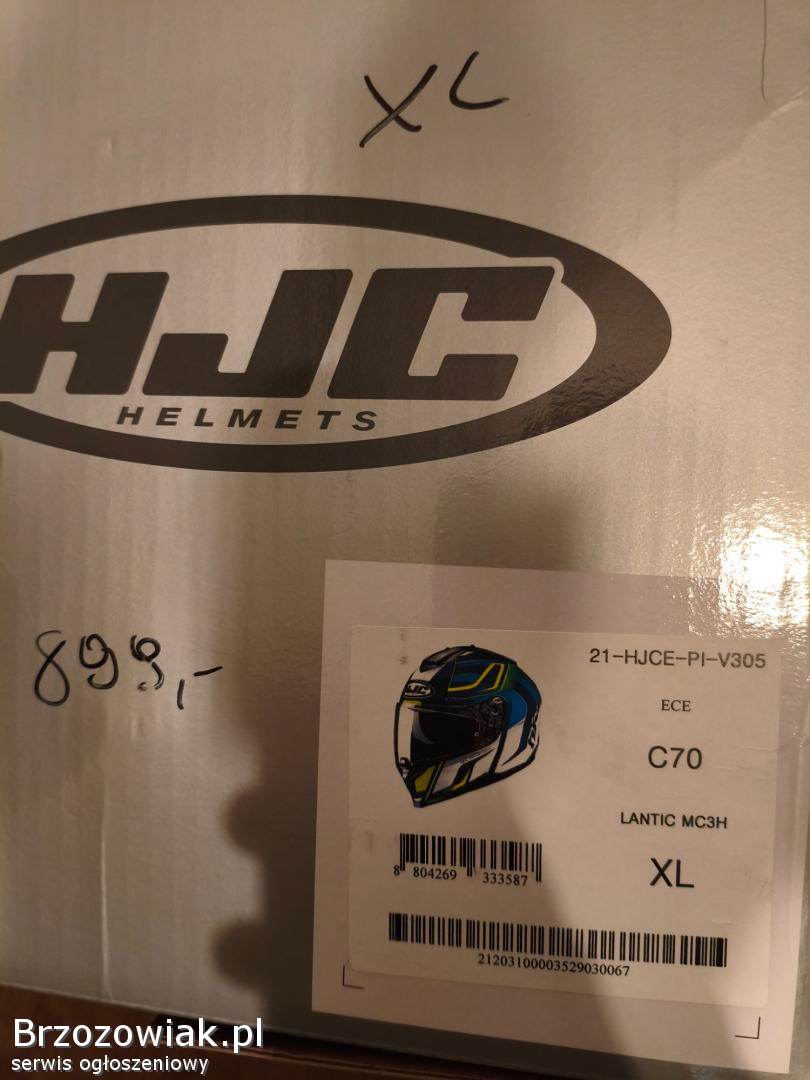 XL
HJC
HELMETS
899,-
21-HJCE-PI-V305
ECE
C70
LANTIC MC3H
XL
8 804269 333587
21203100003529030067
Brzozowiak.pl
serwis ogłoszeniowy